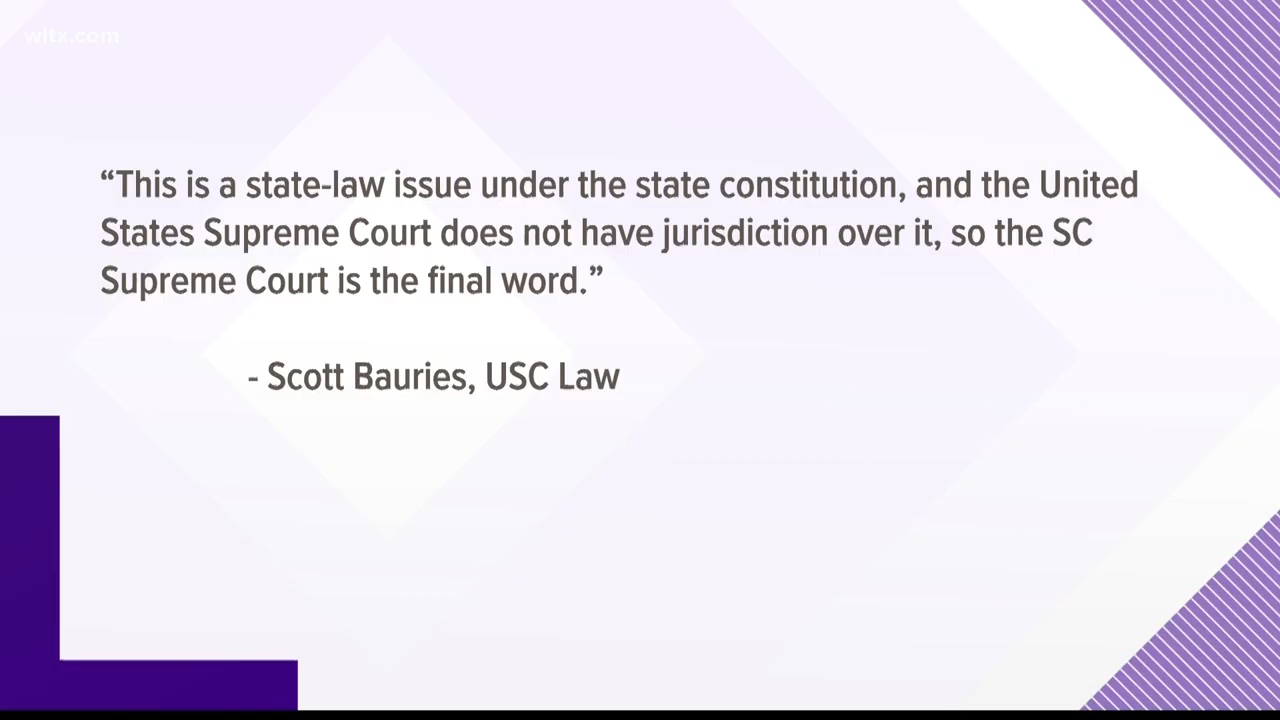 wltx.com
“This is a state-law issue under the state constitution, and the United
States Supreme Court does not have jurisdiction over it, so the SC
Supreme Court is the final word.”
- Scott Bauries, USC Law